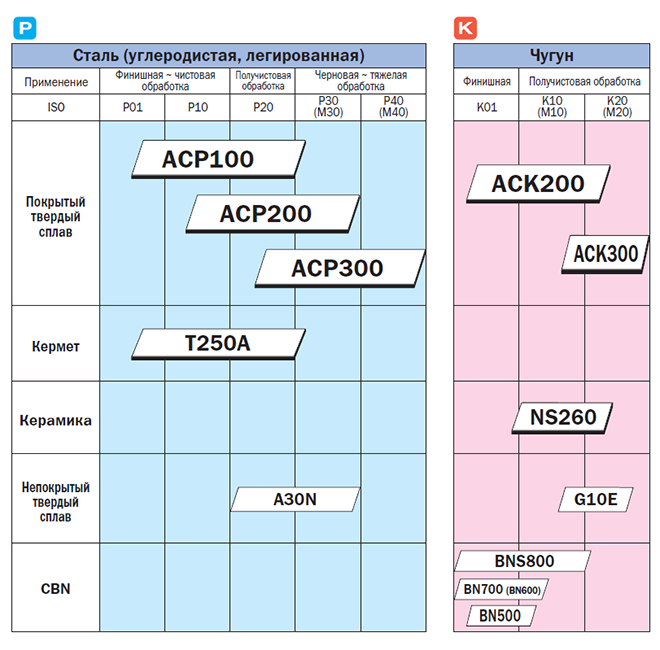 P
Сталь (углеродистая, легированная)
Применение
Финишная ~ чистовая
обработка
Получистовая
обработка
Черновая ~ тяжелая
обработка
ISO
P01
P10
P20
P30
(M30)
P40
(M40)
Покрытый
твердый
сплав
ACP100
ACP200
ACP300
Кермет
T250A
Керамика
Непокрытый
твердый
сплав
A30N
CBN
K
Чугун
Финишная
Получистовая обработка
K01
K10
(M10)
K20
(M20)
ACK200
ACK300
NS260
G10E
BNS800
BN700 (BN600)
BN500